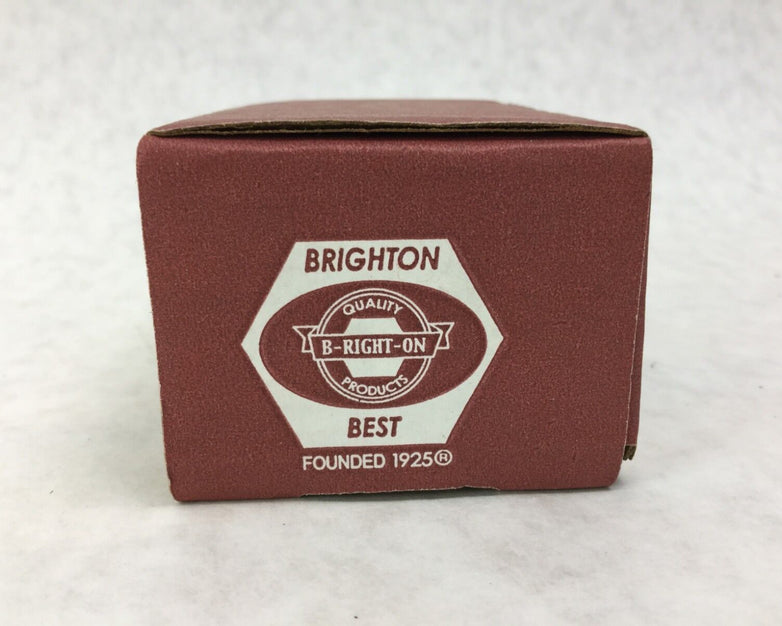 BRIGHTON
QUALITY
B-RIGHT-ON
PRODUCTS
BEST
FOUNDED 1925®